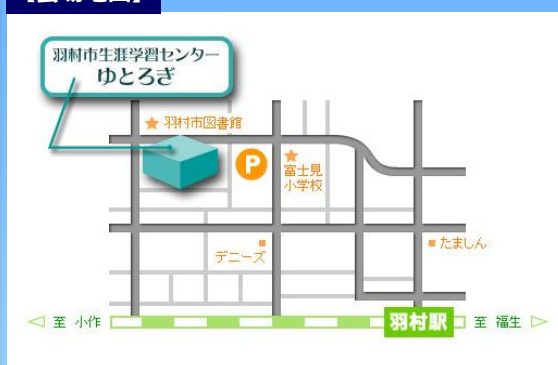 羽村市生涯学習センター
ゆとろぎ
★ 羽村市図書館
P
★
富士見
小学校
デニーズ
たましん
◁ 至 小作
羽村駅
至 福生 ▷